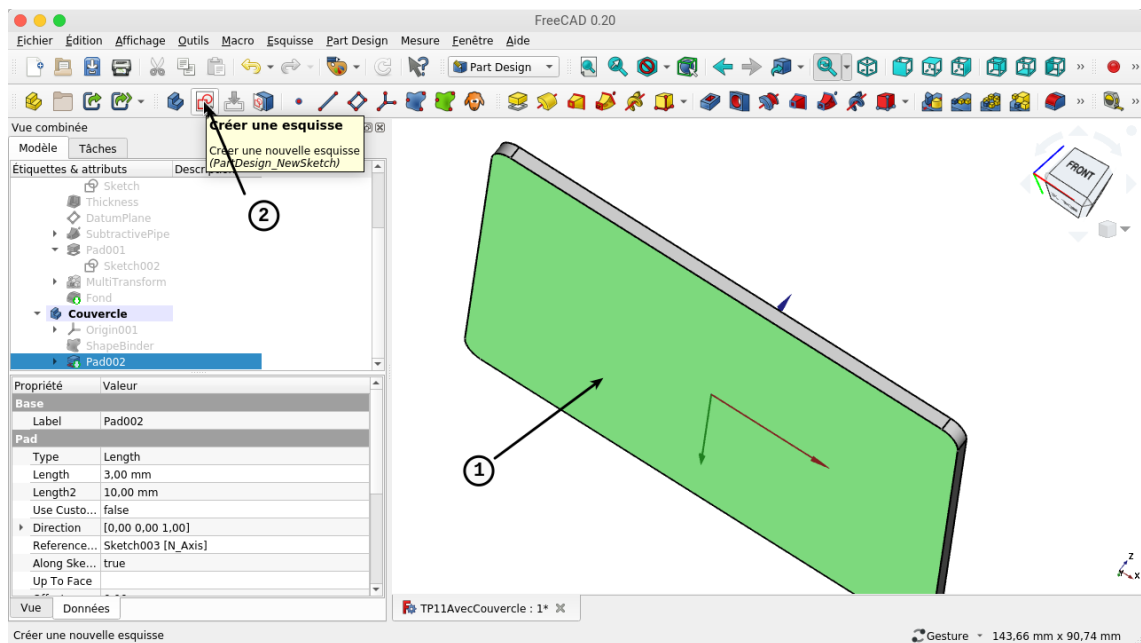 FreeCAD 0.20
Fichier Édition Affichage Outils Macro Esquisse Part Design Mesure Fenêtre Aide
Part Design
Vue combinée
Créer une esquisse
Créer une nouvelle esquisse
(PartDesign_NewSketch)
Modèle Tâches
Étiquettes & attributs
Sketch
Thickness
DatumPlane
SubtractivePipe
Pad001
Sketch002
MultiTransform
Fond
Couvercle
Origin001
ShapeBinder
Pad002
2
FRONT
1
Propriété Valeur
Base
Label Pad002
Pad
Type Length
Length 3,00 mm
Length2 10,00 mm
Use Custo... false
Direction [0,00 0,00 1,00]
Reference... Sketch003 [N_Axis]
Along Ske... true
Up To Face
Z
X
Vue Données
TP11AvecCouvercle : 1*
Créer une nouvelle esquisse
Gesture
143,66 mm x 90,74 mm